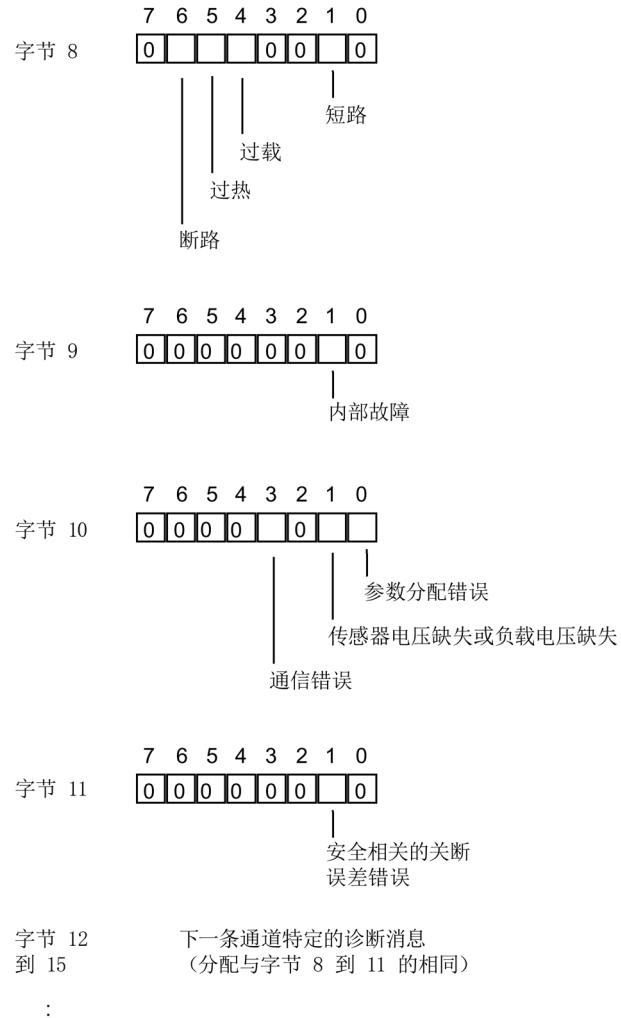 7 6 5 4 3 2 1 0
字节 8 0 0 0 0
短路
过载
过热
断路
7 6 5 4 3 2 1 0
字节 9 0 0 0 0 0 0 0
内部故障
7 6 5 4 3 2 1 0
字节 10 0 0 0 0 0
参数分配错误
传感器电压缺失或负载电压缺失
通信错误
7 6 5 4 3 2 1 0
字节 11 0 0 0 0 0 0 0
安全相关的关断
误差错误
字节 12 下一条通道特定的诊断消息
到 15 (分配与字节 8 到 11 的相同)
: